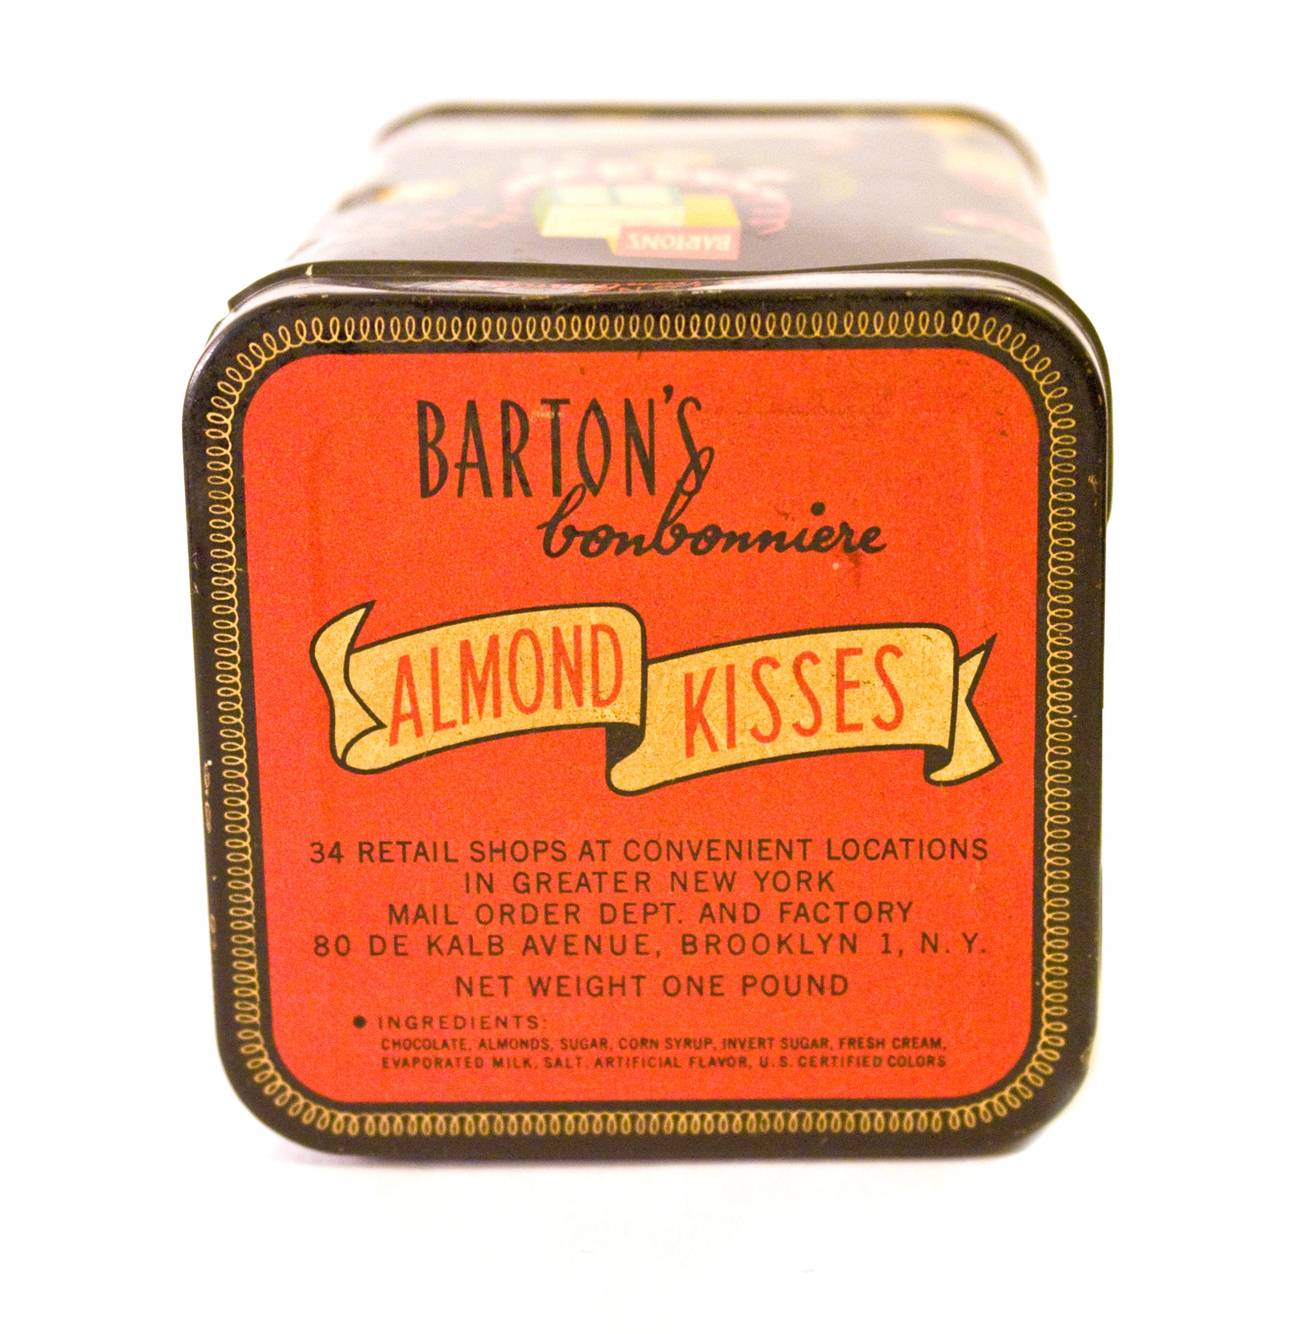 BARTON'S
BARTON'S
bonbonniere
ALMOND KISSES
34 RETAIL SHOPS AT CONVENIENT LOCATIONS
IN GREATER NEW YORK
MAIL ORDER DEPT. AND FACTORY
80 DE KALB AVENUE, BROOKLYN 1, N. Y.
NET WEIGHT ONE POUND
● INGREDIENTS:
CHOCOLATE, ALMONDS, SUGAR, CORN SYRUP, INVERT SUGAR, FRESH CREAM,
EVAPORATED MILK, SALT, ARTIFICIAL FLAVOR, U.S. CERTIFIED COLORS